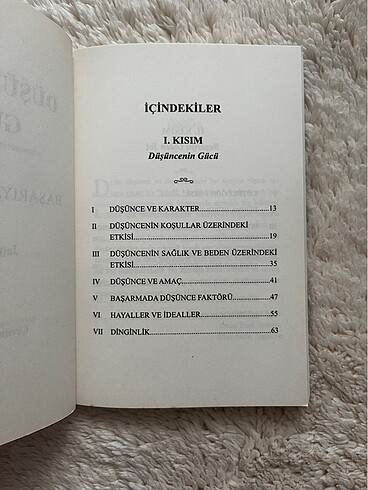 İÇİNDEKİLER
I. KISIM
Düşüncenin Gücü
I DÜŞÜNCE VE KARAKTER.....13
II DÜŞÜNCENİN KOŞULLAR ÜZERİNDEKİ
ETKİSİ.....19
III DÜŞÜNCENİN SAĞLIK VE BEDEN ÜZERİNDEKİ
ETKİSİ.....35
IV DÜŞÜNCE VE AMAÇ.....41
V BAŞARMADA DÜŞÜNCE FAKTÖRÜ.....47
VI HAYALLER VE İDEALLER.....55
VII DİNGİNLİK.....63